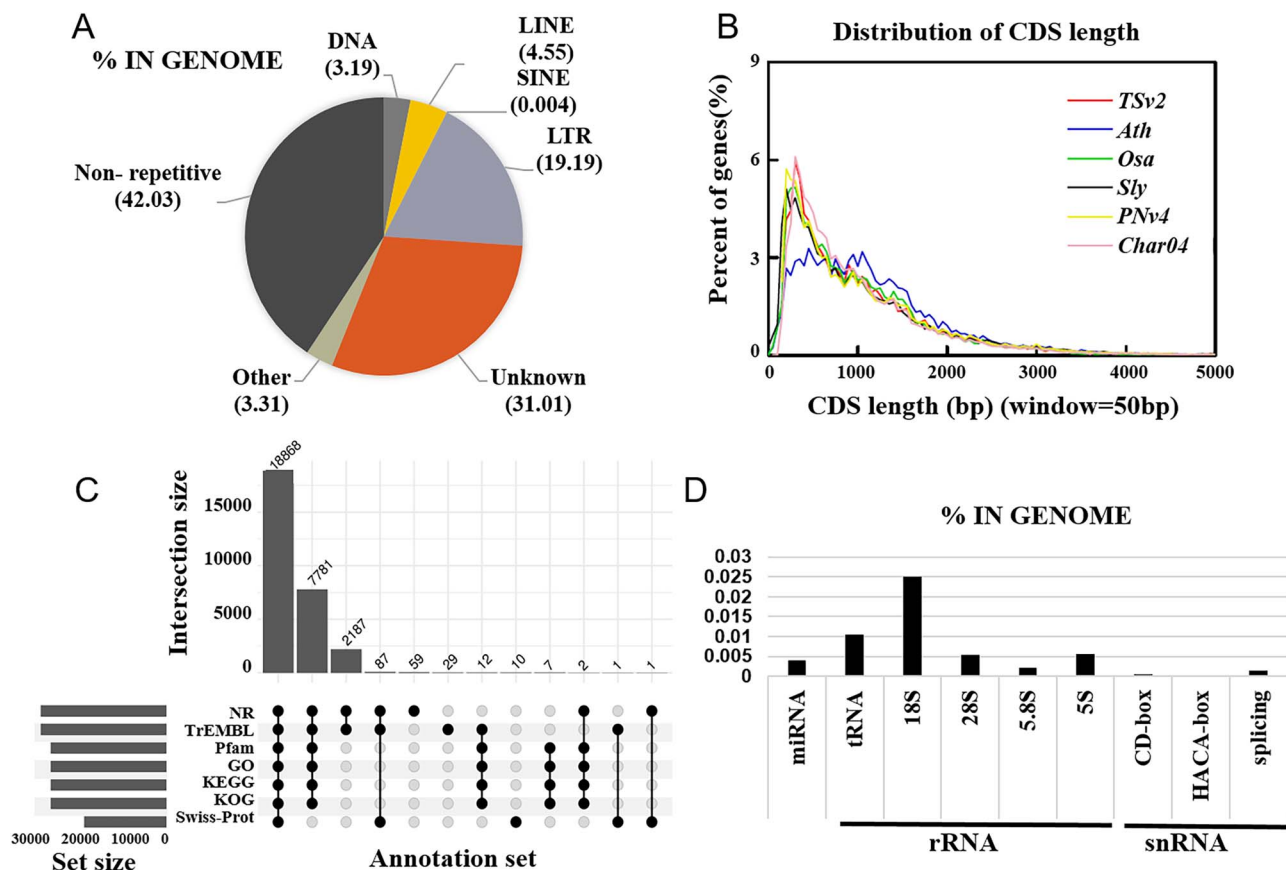 A
% IN GENOME
DNA
(3.19)
LINE
(4.55)
SINE
(0.004)
LTR
(19.19)
Non- repetitive
(42.03)
Other
(3.31)
Unknown
(31.01)
B
Distribution of CDS length
Percent of genes(%)
9
6
3
0
TSv2
Ath
Osa
Sly
PNv4
Char04
0 1000 2000 3000 4000 5000
CDS length (bp) (window=50bp)
C
Intersection size
15000
10000
5000
0
18868 7781 2187 87 59 29 12 10 7 2 1 1
NR
TrEMBL
Pfam
GO
KEGG
KOG
Swiss-Prot
30000 20000 10000 0
Set size
Annotation set
D
% IN GENOME
0.03
0.025
0.02
0.015
0.01
0.005
0
miRNA tRNA 18S 28S 5.8S 5S CD-box HACA-box splicing
rRNA snRNA